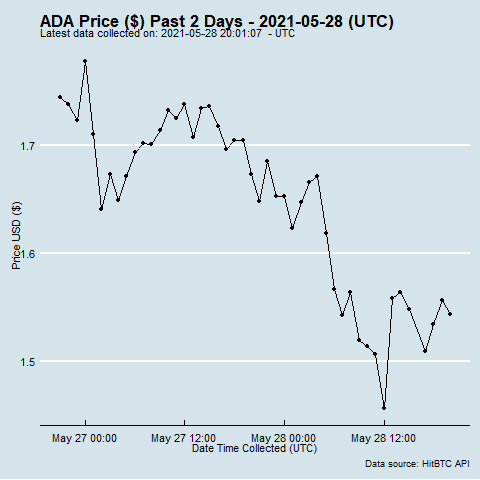 ADA Price ($) Past 2 Days - 2021-05-28 (UTC)
Latest data collected on: 2021-05-28 20:01:07 - UTC
1.7
1.6
1.5
Price USD ($)
May 27 00:00
May 27 12:00
May 28 00:00
May 28 12:00
Date Time Collected (UTC)
Data source: HitBTC API